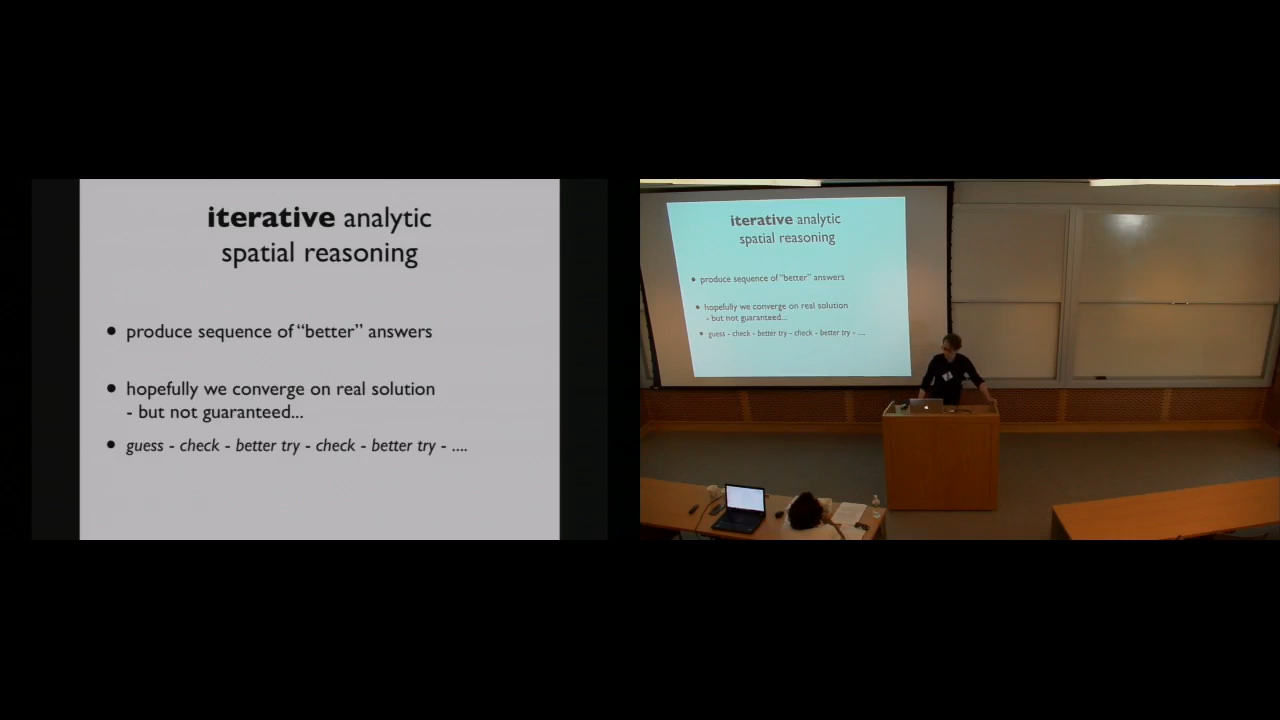 iterative analytic
spatial reasoning
• produce sequence of “better” answers
• hopefully we converge on real solution
- but not guaranteed...
• guess - check - better try - check - better try - ....
iterative analytic
spatial reasoning
• produce sequence of “better” answers
• hopefully we converge on real solution
- but not guaranteed...
• guess - check - better try - check - better try - ....